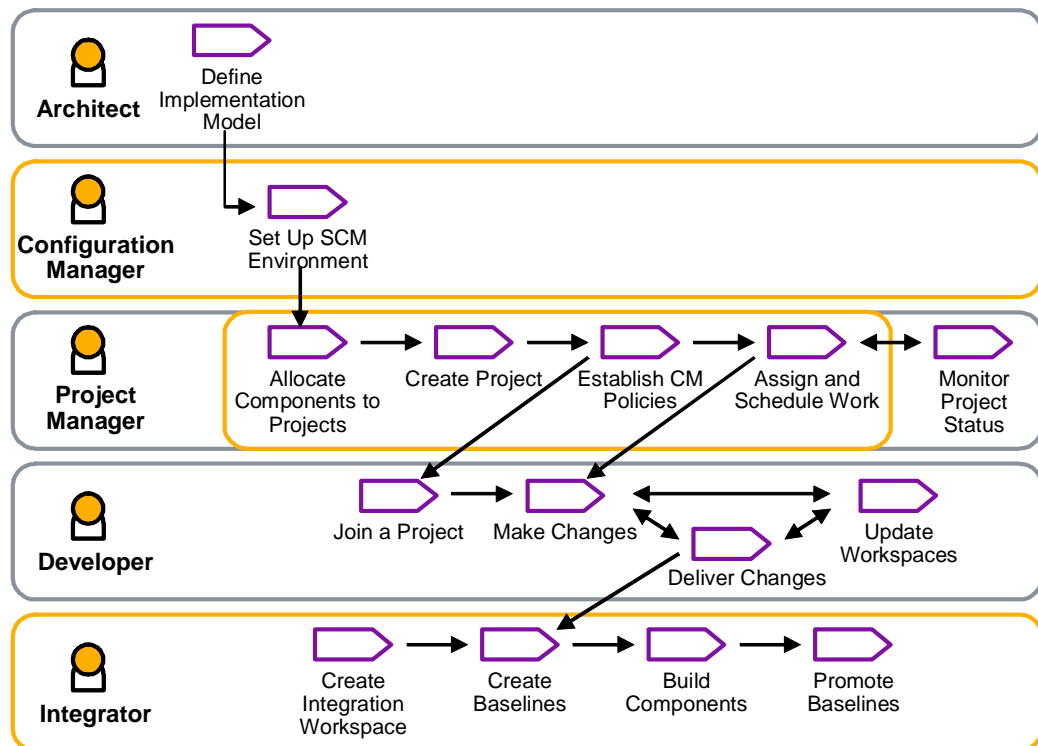 Architect
Define
Implementation
Model
Configuration
Manager
Set Up SCM
Environment
Project
Manager
Allocate
Components to
Projects
Create Project
Establish CM
Policies
Assign and
Schedule Work
Monitor
Project
Status
Developer
Join a Project
Make Changes
Deliver Changes
Update
Workspaces
Integrator
Create
Integration
Workspace
Create
Baselines
Build
Components
Promote
Baselines